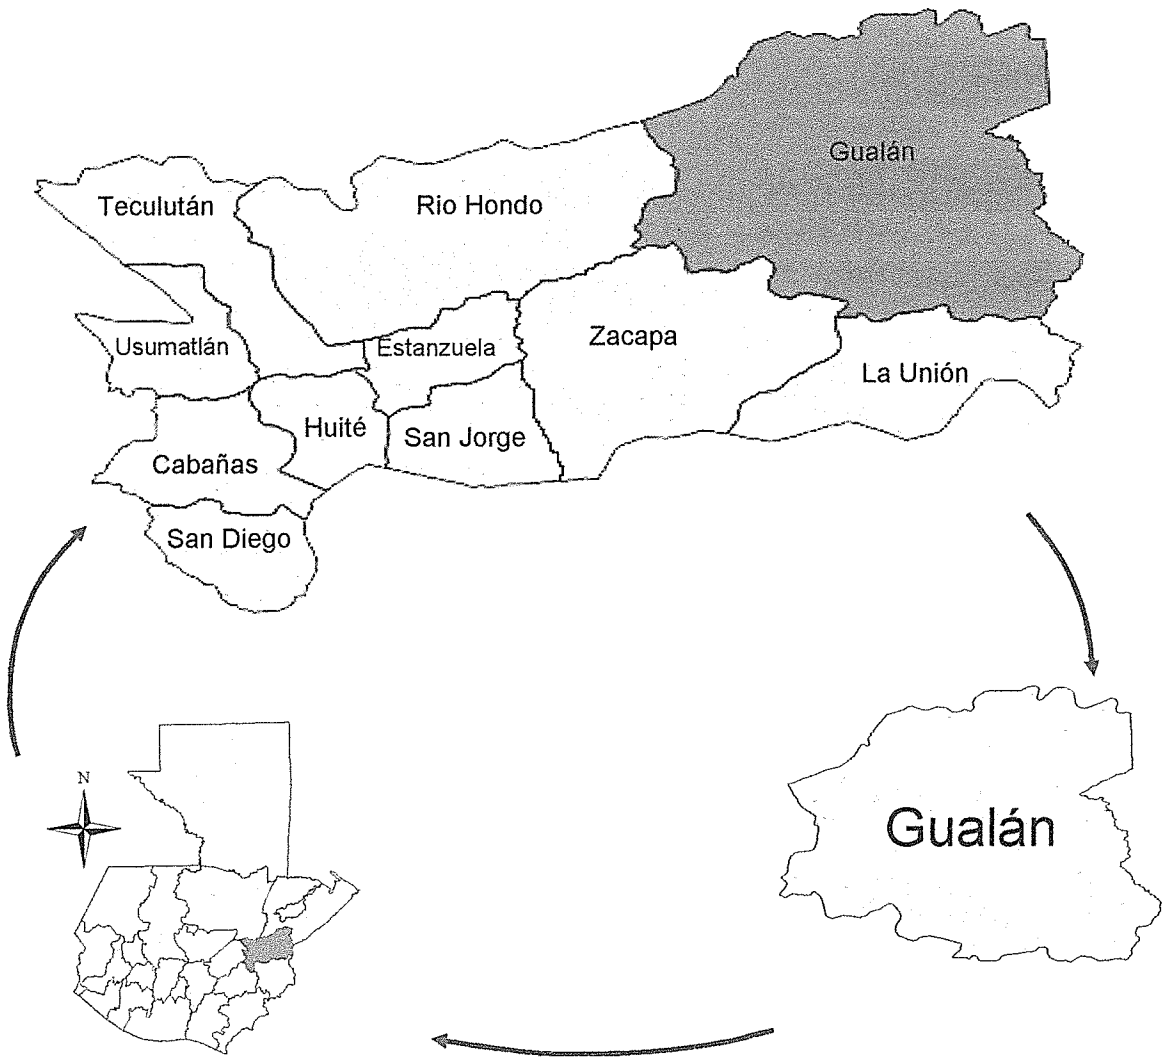 Gualán
Teculután
Rio Hondo
Usumatlán
Estanzuela
Zacapa
La Unión
Huité
San Jorge
Cabañas
San Diego
N
Gualán